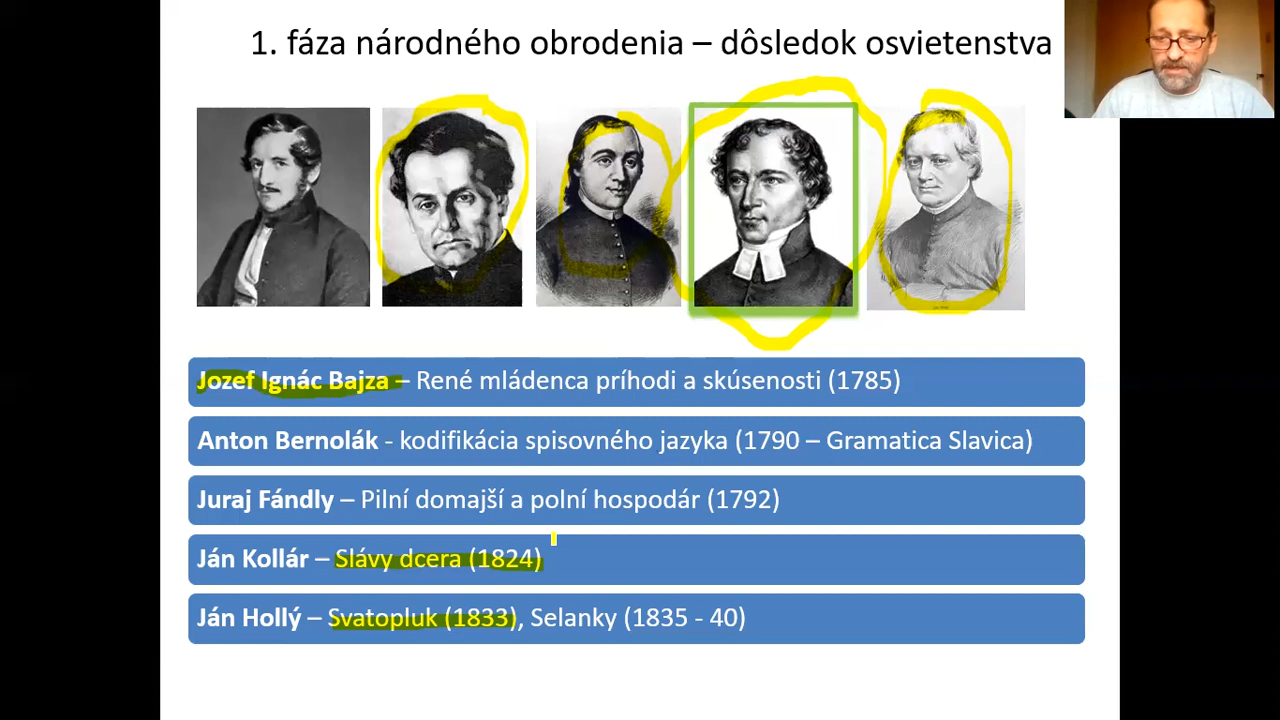 1. fáza národného obrodenia – dôsledok osvietenstva
Jozef Ignác Bajza – René mládenca príhodi a skúsenosti (1785)
Anton Bernolák - kodifikácia spisovného jazyka (1790 – Gramatica Slavica)
Juraj Fándly – Pilní domajší a polní hospodár (1792)
Ján Kollár – Slávy dcera (1824)
Ján Hollý – Svatopluk (1833), Selanky (1835 - 40)